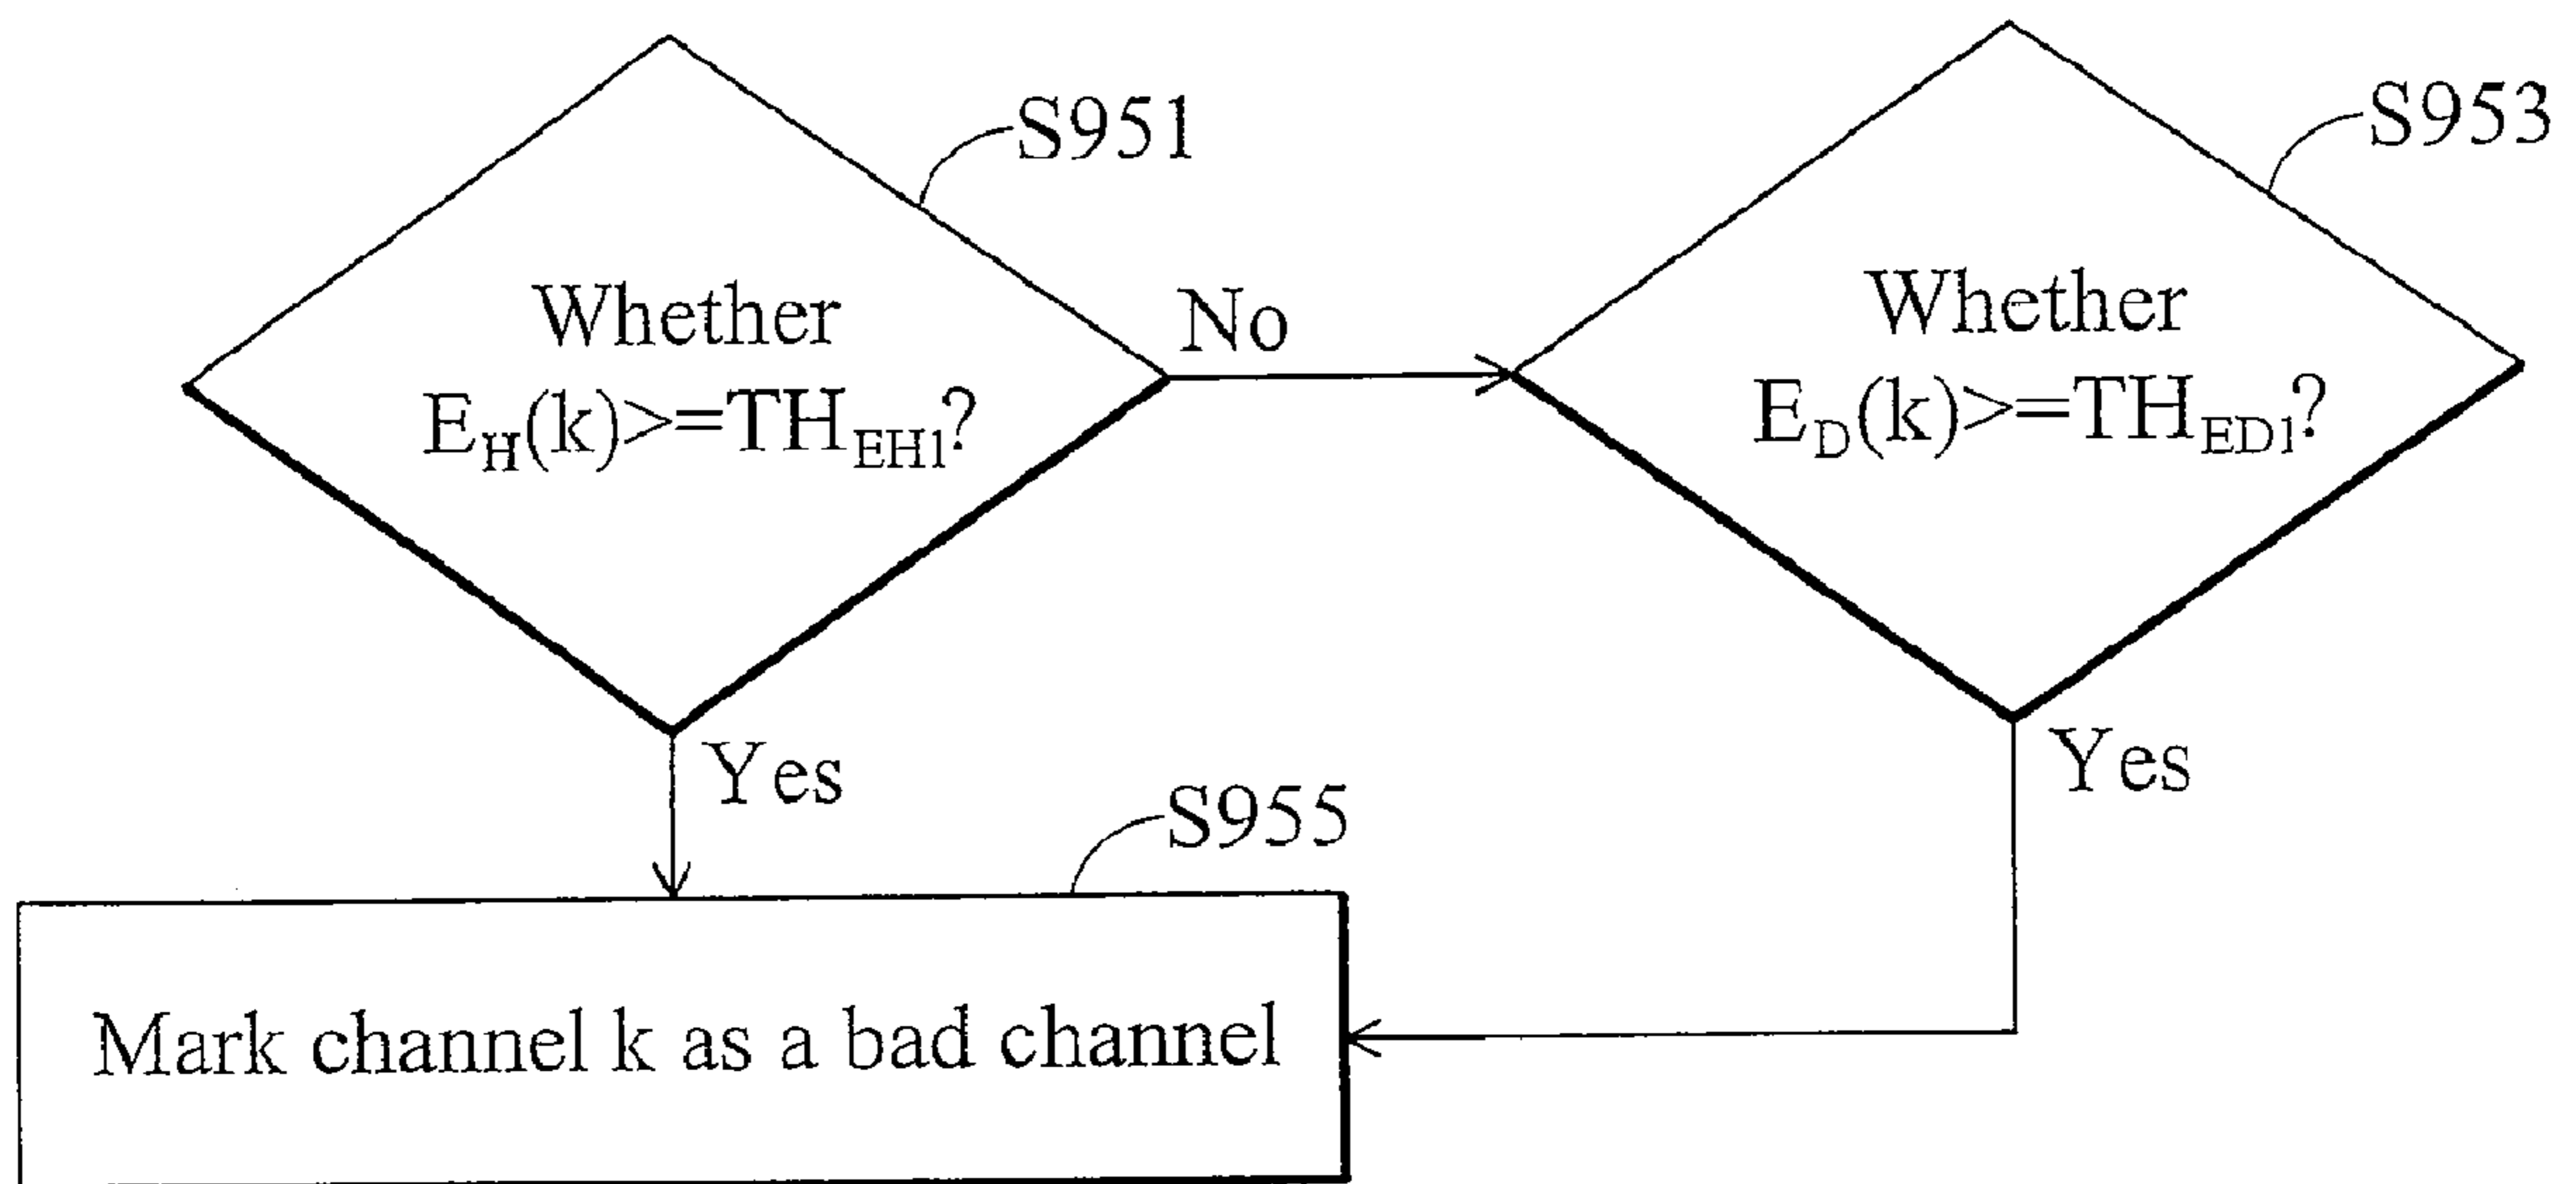 S951
Whether
E_H(k)>=TH_EH1?
No
S953
Whether
E_D(k)>=TH_ED1?
Yes
Yes
S955
Mark channel k as a bad channel